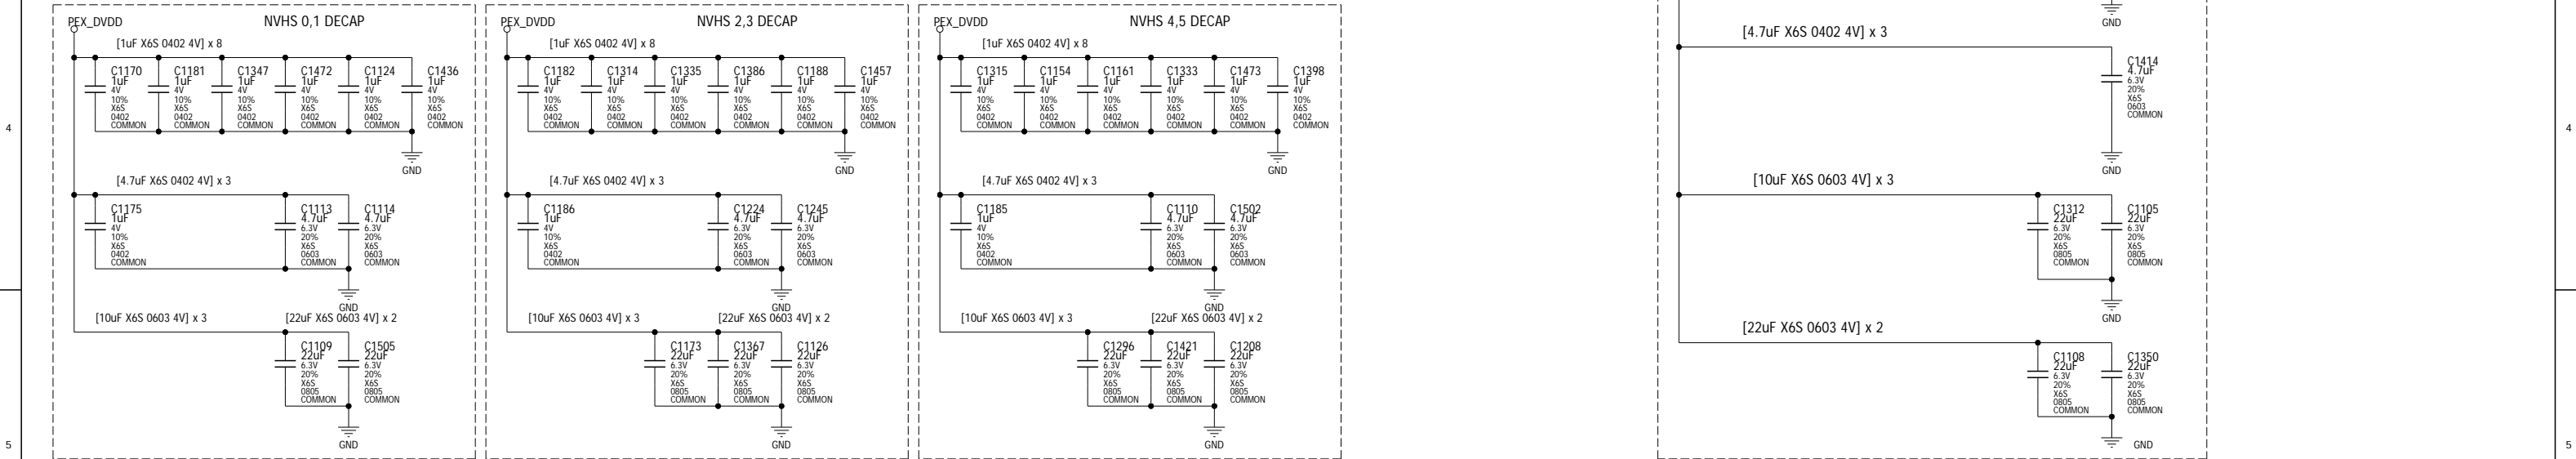 PEX_DVDD
NVHS 0,1 DECAP
[1uF X6S 0402 4V] x 8
C1170
1uF
4V
10%
X6S
0402
COMMON
C1181
1uF
4V
10%
X6S
0402
COMMON
C1347
1uF
4V
10%
X6S
0402
COMMON
C1472
1uF
4V
10%
X6S
0402
COMMON
C1124
1uF
4V
10%
X6S
0402
COMMON
C1436
1uF
4V
10%
X6S
0402
COMMON
GND
[4.7uF X6S 0402 4V] x 3
C1175
1uF
4V
10%
X6S
0402
COMMON
C1113
4.7uF
6.3V
20%
X6S
0603
COMMON
C1114
4.7uF
6.3V
20%
X6S
0603
COMMON
GND
[10uF X6S 0603 4V] x 3
[22uF X6S 0603 4V] x 2
C1109
22uF
6.3V
20%
X6S
0805
COMMON
C1505
22uF
6.3V
20%
X6S
0805
COMMON
GND
PEX_DVDD
NVHS 2,3 DECAP
[1uF X6S 0402 4V] x 8
C1182
1uF
4V
10%
X6S
0402
COMMON
C1314
1uF
4V
10%
X6S
0402
COMMON
C1335
1uF
4V
10%
X6S
0402
COMMON
C1386
1uF
4V
10%
X6S
0402
COMMON
C1188
1uF
4V
10%
X6S
0402
COMMON
C1457
1uF
4V
10%
X6S
0402
COMMON
GND
[4.7uF X6S 0402 4V] x 3
C1186
1uF
4V
10%
X6S
0402
COMMON
C1224
4.7uF
6.3V
20%
X6S
0603
COMMON
C1245
4.7uF
6.3V
20%
X6S
0603
COMMON
GND
[10uF X6S 0603 4V] x 3
[22uF X6S 0603 4V] x 2
C1173
22uF
6.3V
20%
X6S
0805
COMMON
C1367
22uF
6.3V
20%
X6S
0805
COMMON
C1126
22uF
6.3V
20%
X6S
0805
COMMON
GND
PEX_DVDD
NVHS 4,5 DECAP
[1uF X6S 0402 4V] x 8
C1315
1uF
4V
10%
X6S
0402
COMMON
C1154
1uF
4V
10%
X6S
0402
COMMON
C1161
1uF
4V
10%
X6S
0402
COMMON
C1333
1uF
4V
10%
X6S
0402
COMMON
C1473
1uF
4V
10%
X6S
0402
COMMON
C1398
1uF
4V
10%
X6S
0402
COMMON
GND
[4.7uF X6S 0402 4V] x 3
C1185
1uF
4V
10%
X6S
0402
COMMON
C1110
4.7uF
6.3V
20%
X6S
0603
COMMON
C1502
4.7uF
6.3V
20%
X6S
0603
COMMON
GND
[10uF X6S 0603 4V] x 3
[22uF X6S 0603 4V] x 2
C1296
22uF
6.3V
20%
X6S
0805
COMMON
C1421
22uF
6.3V
20%
X6S
0805
COMMON
C1208
22uF
6.3V
20%
X6S
0805
COMMON
GND
GND
[4.7uF X6S 0402 4V] x 3
C1414
4.7uF
6.3V
20%
X6S
0603
COMMON
GND
[10uF X6S 0603 4V] x 3
C1312
22uF
6.3V
20%
X6S
0805
COMMON
C1105
22uF
6.3V
20%
X6S
0805
COMMON
GND
[22uF X6S 0603 4V] x 2
C1108
22uF
6.3V
20%
X6S
0805
COMMON
C1350
22uF
6.3V
20%
X6S
0805
COMMON
GND
4
4
5
5